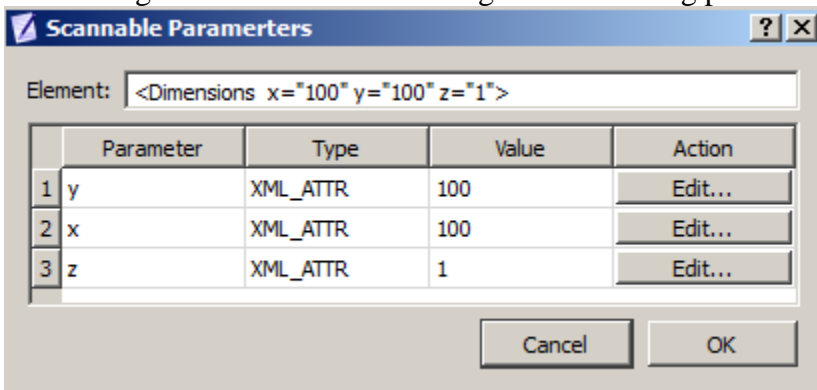 Scannable Paramerters
Element: <Dimensions x="100" y="100" z="1">
Parameter Type Value Action
1 y XML_ATTR 100 Edit...
2 x XML_ATTR 100 Edit...
3 z XML_ATTR 1 Edit...
Cancel OK